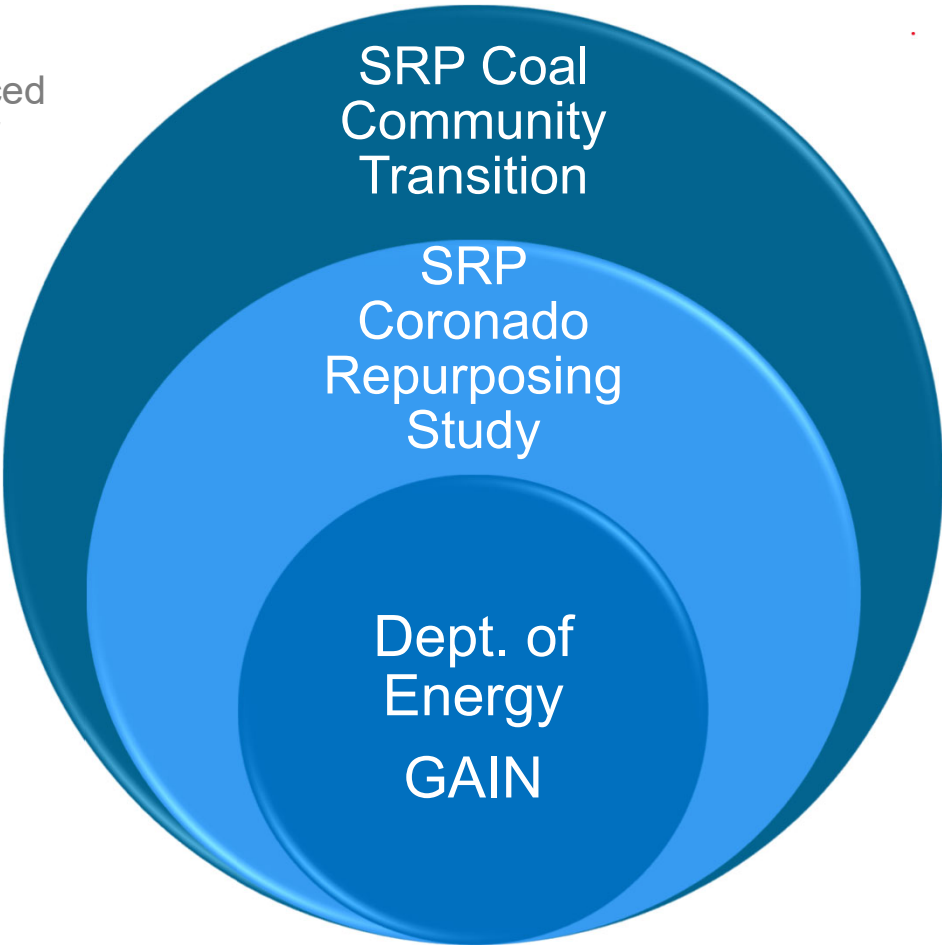 SRP Coal
Community
Transition
SRP
Coronado
Repurposing
Study
Dept. of
Energy
GAIN